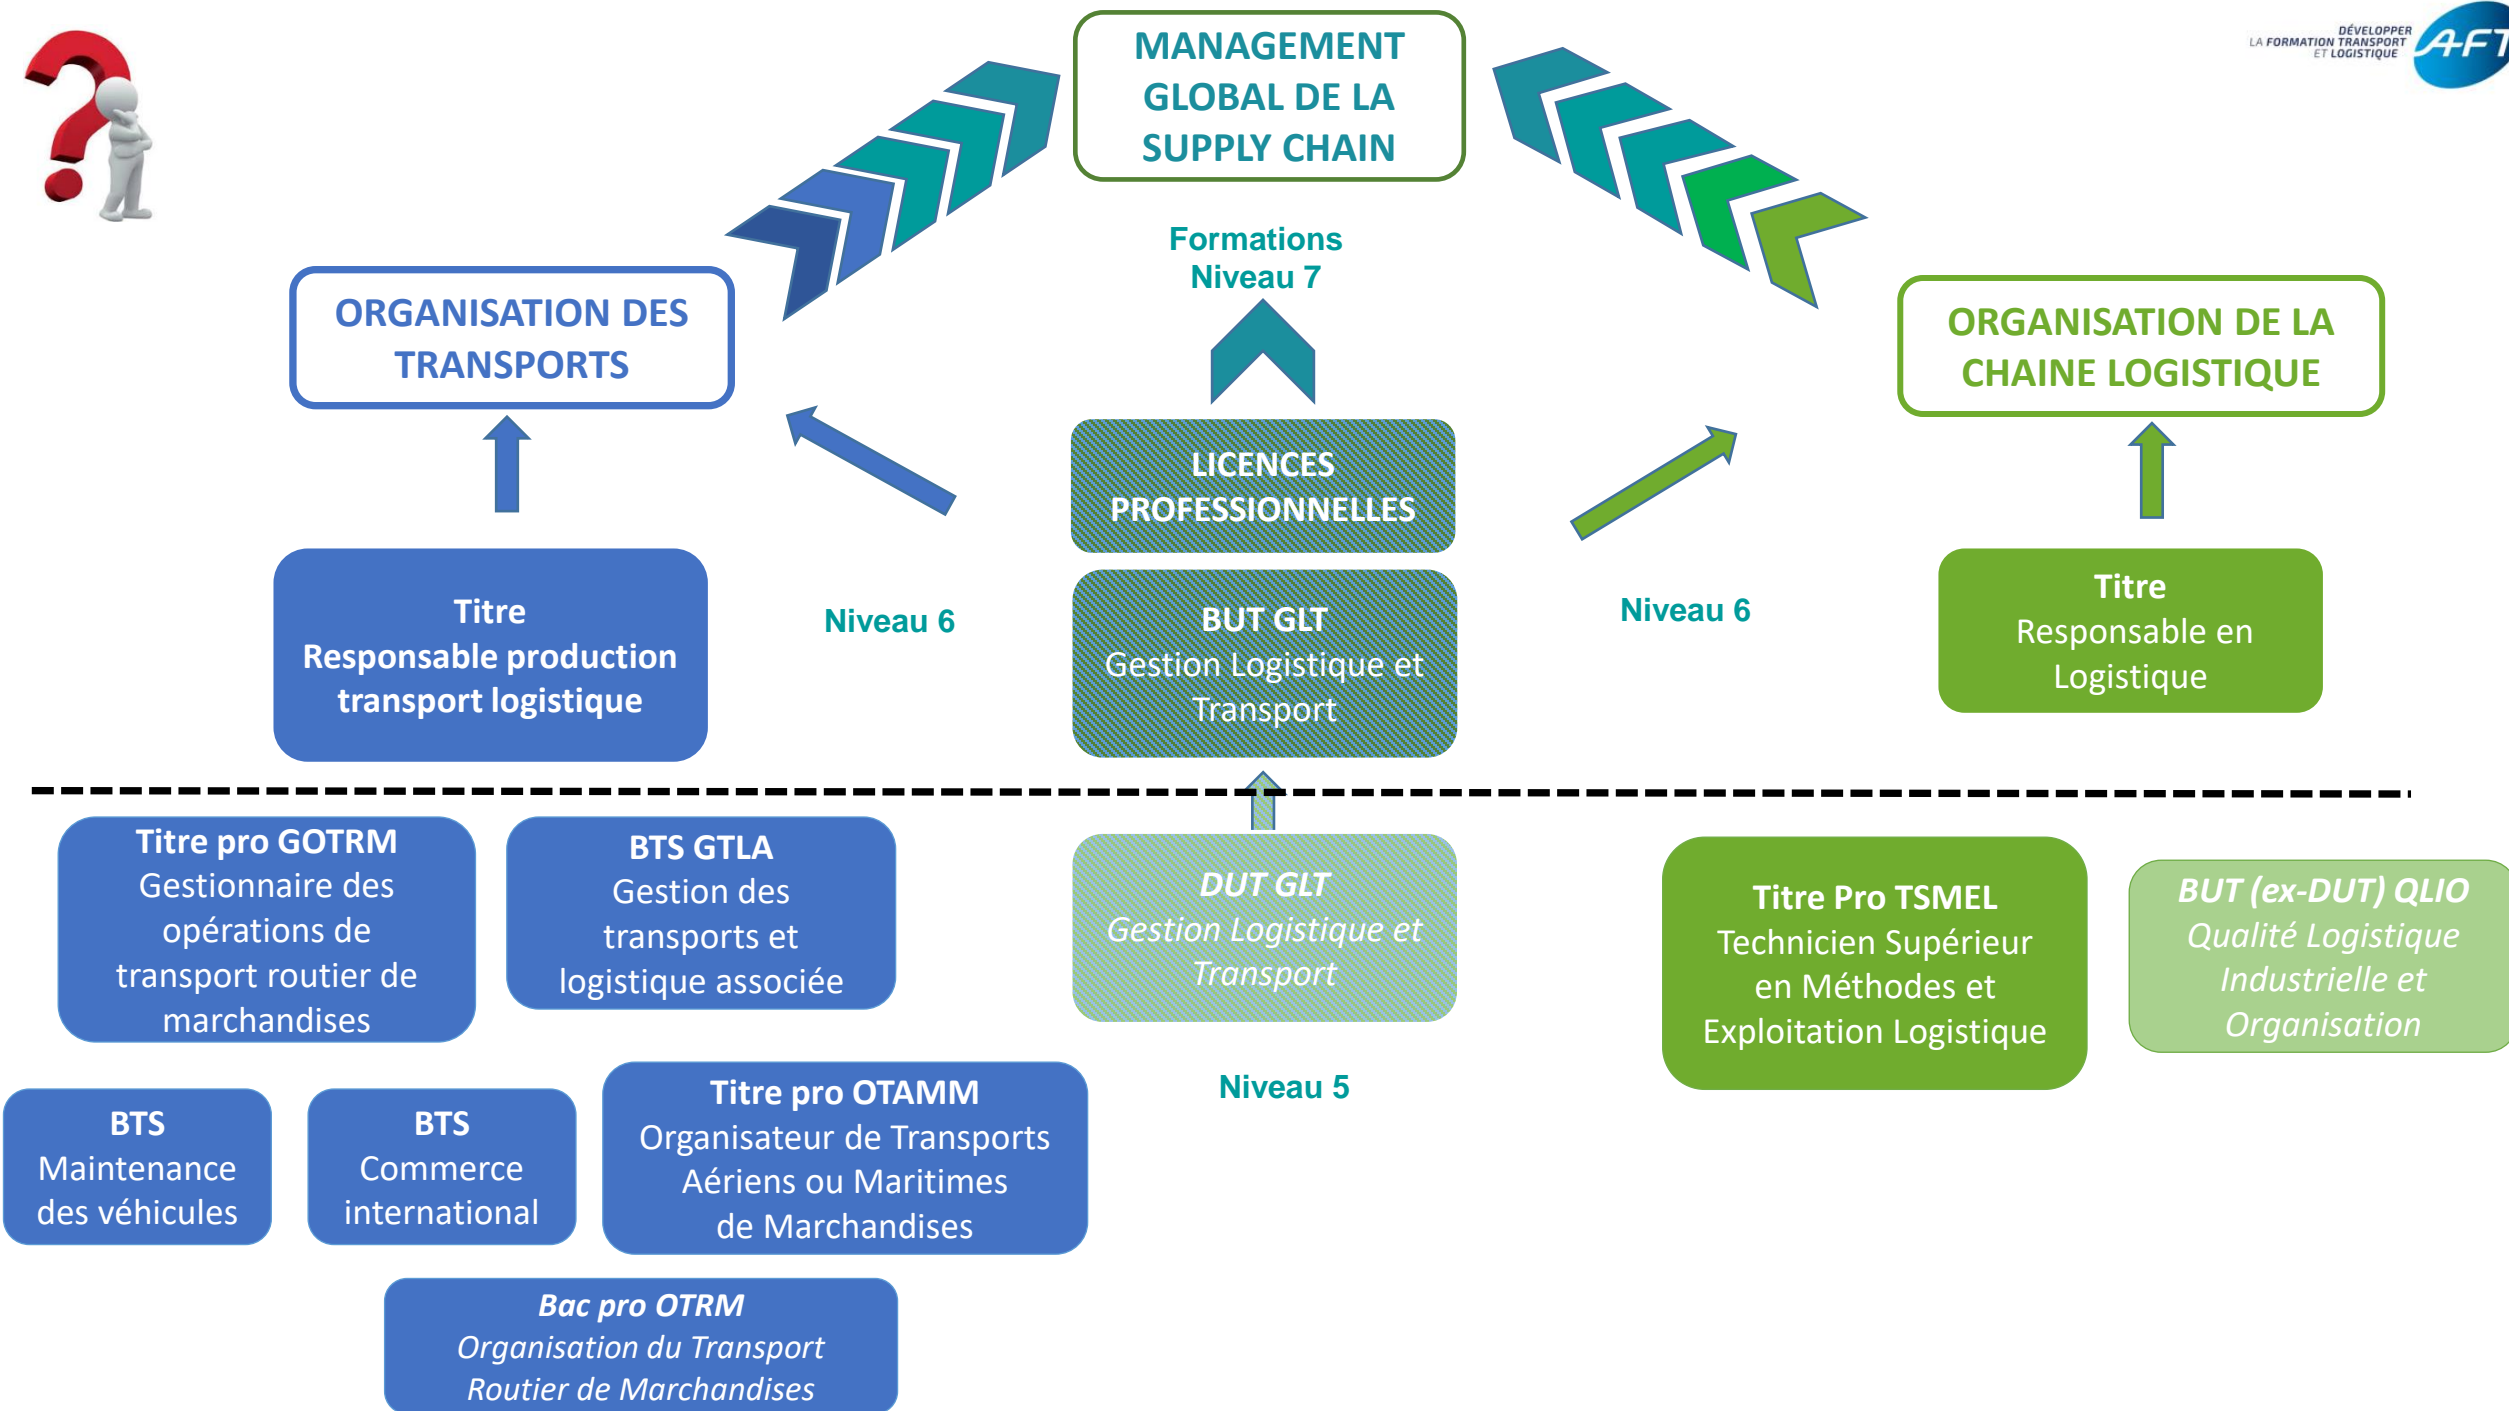 MANAGEMENT
GLOBAL DE LA
SUPPLY CHAIN
DÉVELOPPER
LA FORMATION TRANSPORT
ET LOGISTIQUE
AFT
Formations
Niveau 7
ORGANISATION DES
TRANSPORTS
ORGANISATION DE LA
CHAINE LOGISTIQUE
LICENCES
PROFESSIONNELLES
Titre
Responsable production
transport logistique
Niveau 6
BUT GLT
Gestion Logistique et
Transport
Niveau 6
Titre
Responsable en
Logistique
Titre pro GOTRM
Gestionnaire des
opérations de
transport routier de
marchandises
BTS GTLA
Gestion des
transports et
logistique associée
DUT GLT
Gestion Logistique et
Transport
Titre Pro TSMEL
Technicien Supérieur
en Méthodes et
Exploitation Logistique
BUT (ex-DUT) QLIO
Qualité Logistique
Industrielle et
Organisation
BTS
Maintenance
des véhicules
BTS
Commerce
international
Titre pro OTAMM
Organisateur de Transports
Aériens ou Maritimes
de Marchandises
Niveau 5
Bac pro OTRM
Organisation du Transport
Routier de Marchandises